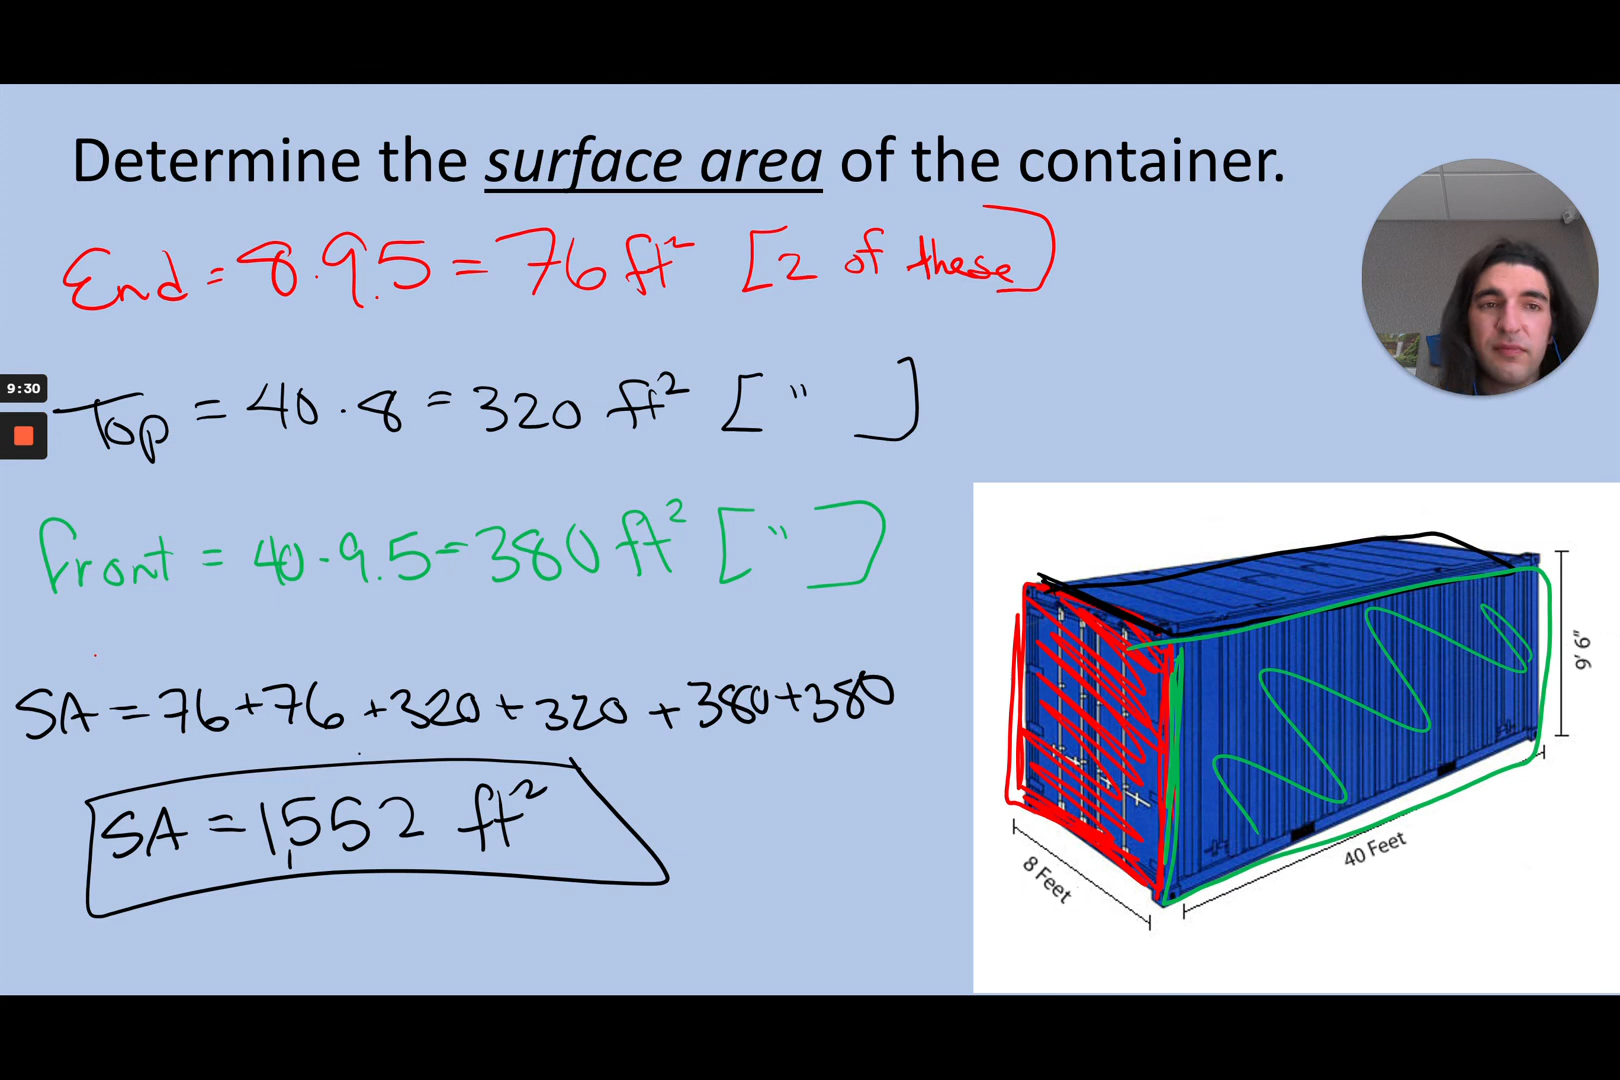 Determine the surface area of the container.
End = 8·9.5 = 76 ft² [2 of these]
9:30
Top = 40·8 = 320 ft² [ " ]
front = 40·9.5 = 380 ft² [ " ]
SA = 76+76+320+320+380+380
SA = 1,552 ft²
9' 6"
40 Feet
8 Feet